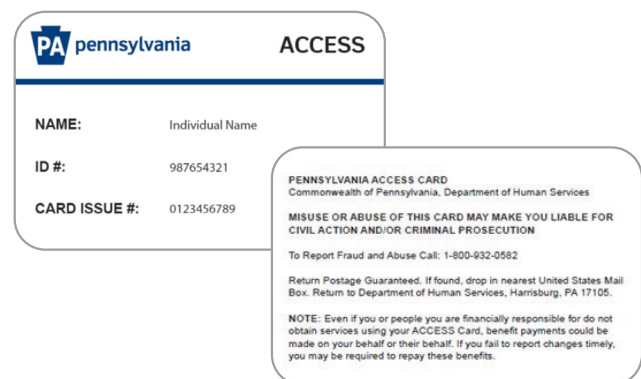 PA pennsylvania
ACCESS
NAME: Individual Name
ID #: 987654321
CARD ISSUE #: 0123456789
PENNSYLVANIA ACCESS CARD
Commonwealth of Pennsylvania, Department of Human Services
MISUSE OR ABUSE OF THIS CARD MAY MAKE YOU LIABLE FOR
CIVIL ACTION AND/OR CRIMINAL PROSECUTION
To Report Fraud and Abuse Call: 1-800-932-0582
Return Postage Guaranteed. If found, drop in nearest United States Mail
Box. Return to Department of Human Services, Harrisburg, PA 17105.
NOTE: Even if you or people you are financially responsible for do not
obtain services using your ACCESS Card, benefit payments could be
made on your behalf or their behalf. If you fail to report changes timely,
you may be required to repay these benefits.